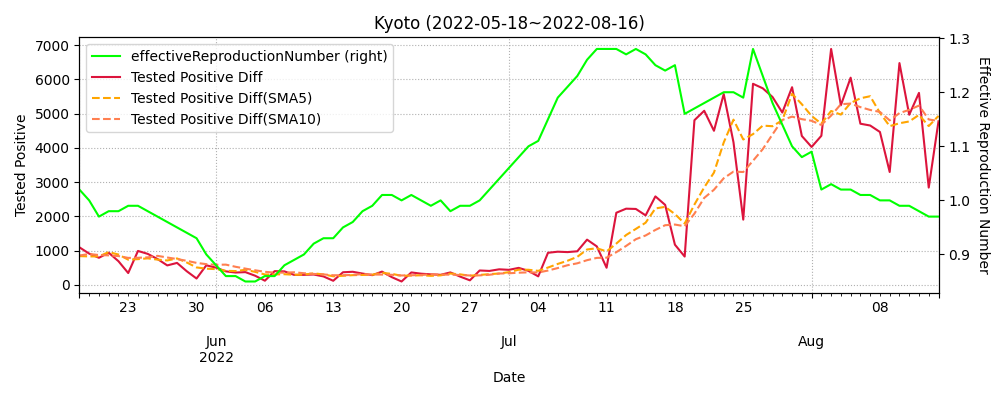 Kyoto (2022-05-18~2022-08-16)
effectiveReproductionNumber (right)
Tested Positive Diff
Tested Positive Diff(SMA5)
Tested Positive Diff(SMA10)
Tested Positive
7000
6000
5000
4000
3000
2000
1000
0
1.3
1.2
1.1
1.0
0.9
Effective Reproduction Number
23 30 06 13 20 27 04 11 18 25 08
Jun Jul Aug
2022
Date